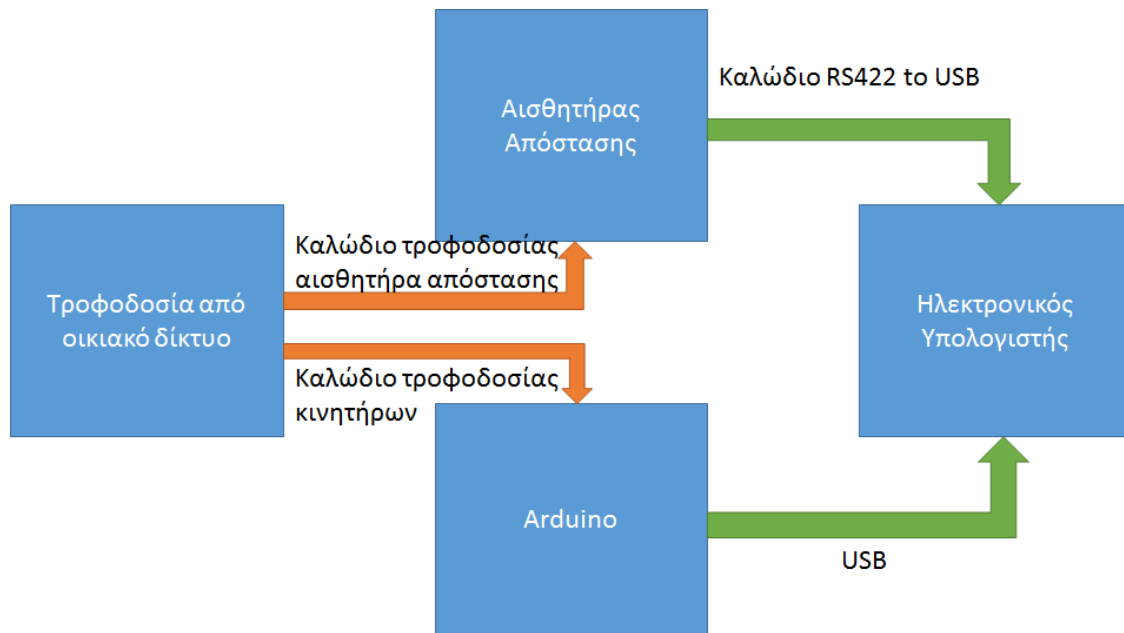 Αισθητήρας
Απόστασης
Καλώδιο RS422 to USB
Τροφοδοσία από
οικιακό δίκτυο
Καλώδιο τροφοδοσίας
αισθητήρα απόστασης
Καλώδιο τροφοδοσίας
κινητήρων
Ηλεκτρονικός
Υπολογιστής
Arduino
USB